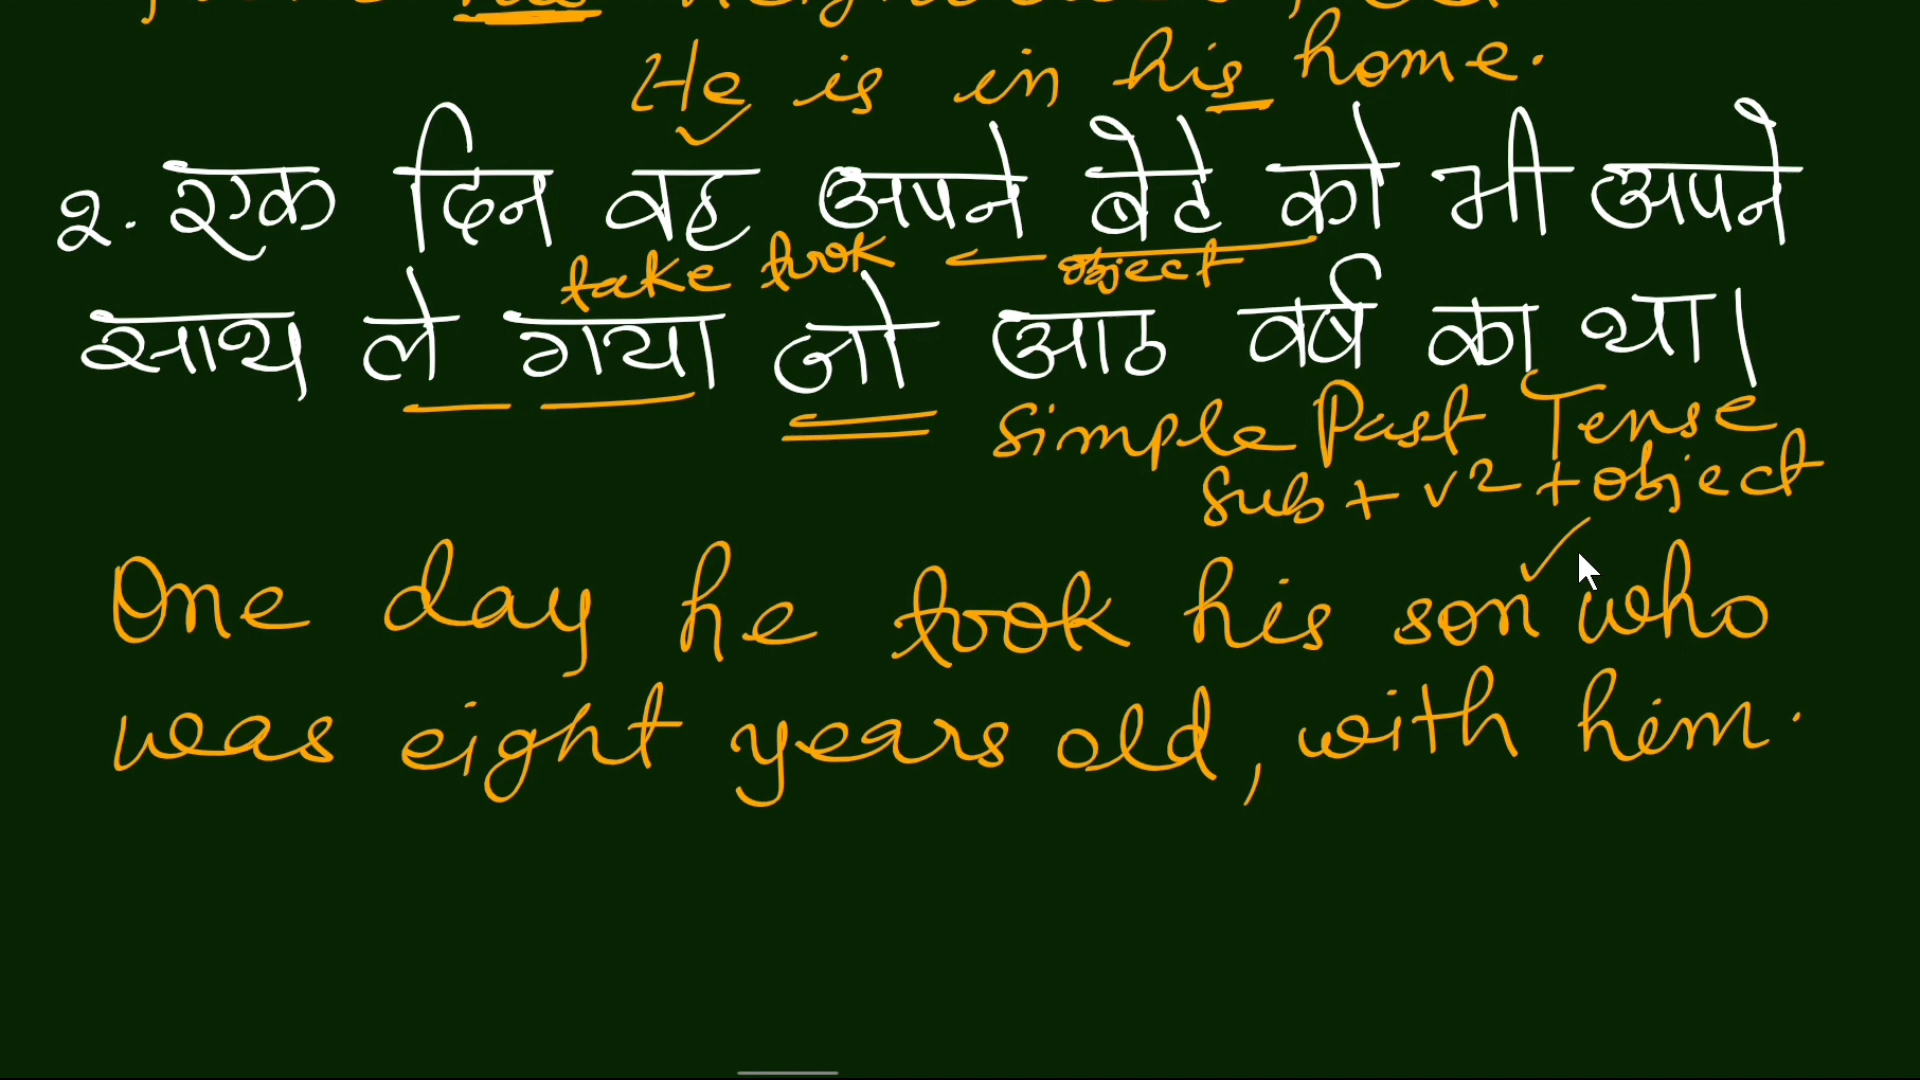 He is in his home.
२. एक दिन वह अपने बेटे को भी अपने
take took object
साथ ले गया जो आठ वर्ष का था।
Simple Past Tense
Sub + v2 + object
One day he took his son who
was eight years old, with him.